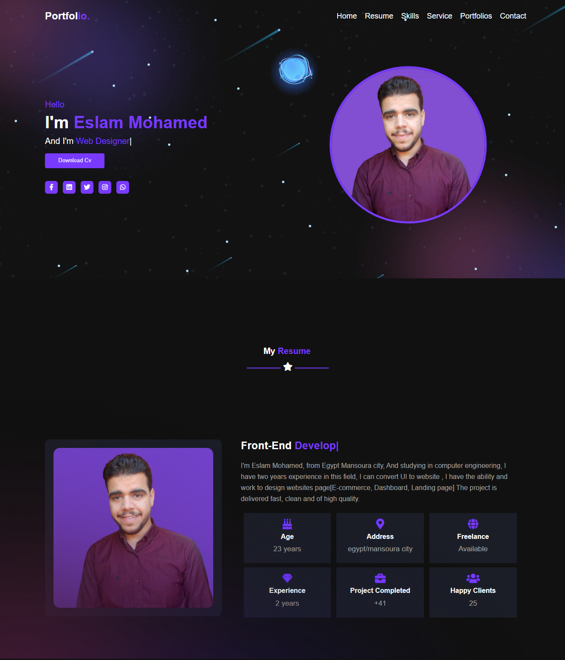 Portfolio.
Home Resume Skills Service Portfolios Contact
Hello
I'm Eslam Mohamed
And I'm Web Designer|
Download Cv
My Resume
Front-End Develop|
I'm Eslam Mohamed, from Egypt Mansoura city, And studying in computer engineering, I
have two years experience in this field, I can convert UI to website , I have the ability and
work to design websites page[E-commerce, Dashboard, Landing page] The project is
delivered fast, clean and of high quality.
Age
23 years
Address
egypt/mansoura city
Freelance
Available
Experience
2 years
Project Completed
+41
Happy Clients
25